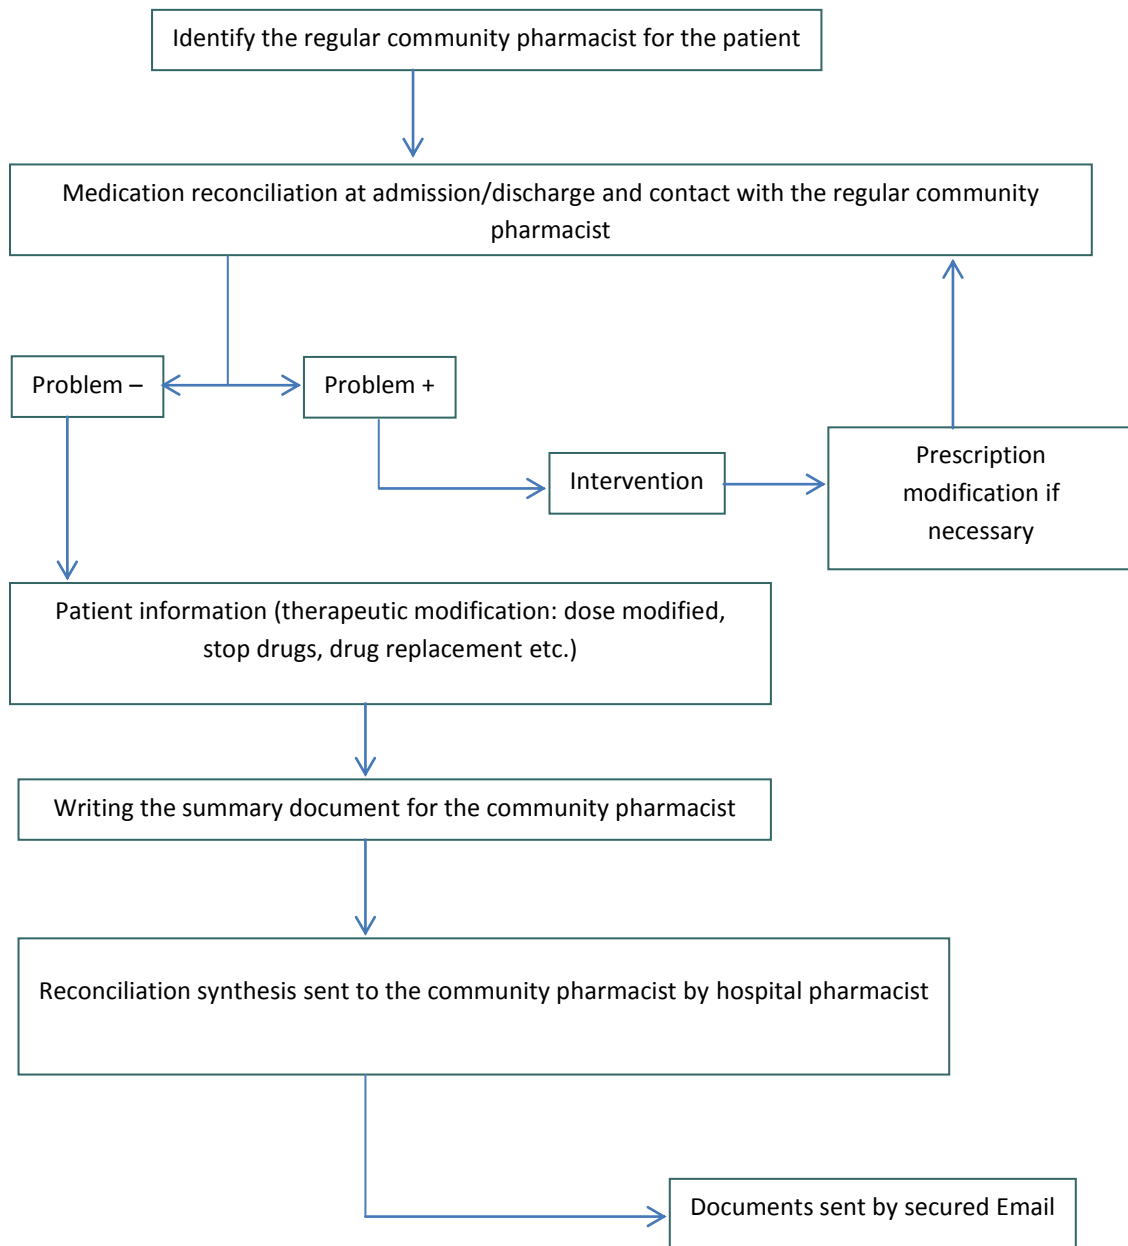 Identify the regular community pharmacist for the patient
Medication reconciliation at admission/discharge and contact with the regular community
pharmacist
Problem –
Problem +
Intervention
Prescription
modification if
necessary
Patient information (therapeutic modification: dose modified,
stop drugs, drug replacement etc.)
Writing the summary document for the community pharmacist
Reconciliation synthesis sent to the community pharmacist by hospital pharmacist
Documents sent by secured Email